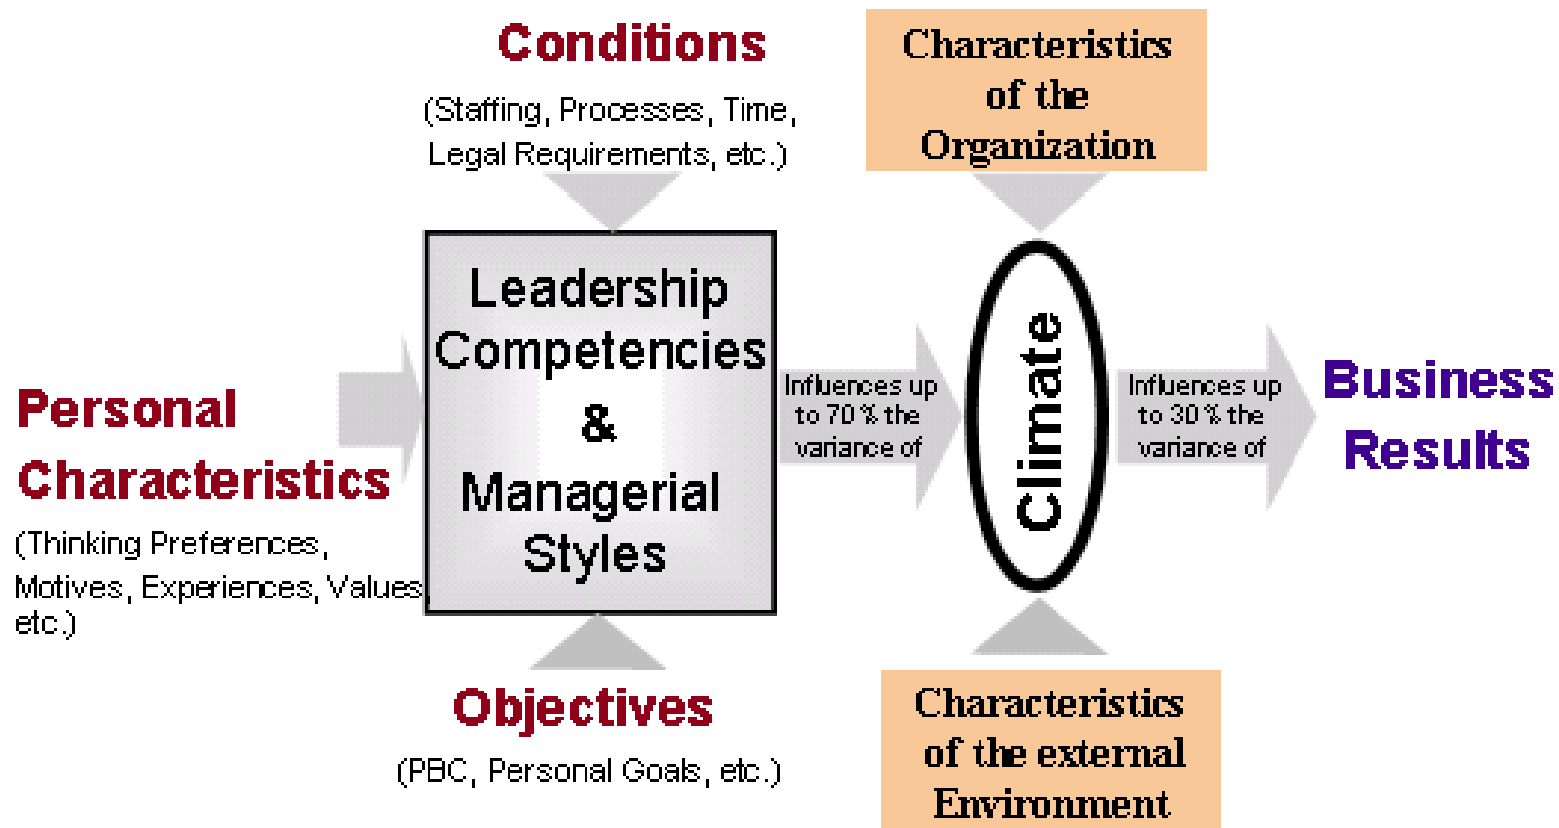 Conditions
(Staffing, Processes, Time,
Legal Requirements, etc.)
Characteristics
of the
Organization
Personal
Characteristics
(Thinking Preferences,
Motives, Experiences, Values,
etc.)
Leadership
Competencies
&
Managerial
Styles
Influences up
to 70 % the
variance of
Climate
Influences up
to 30 % the
variance of
Business
Results
Objectives
(PBC, Personal Goals, etc.)
Characteristics
of the external
Environment